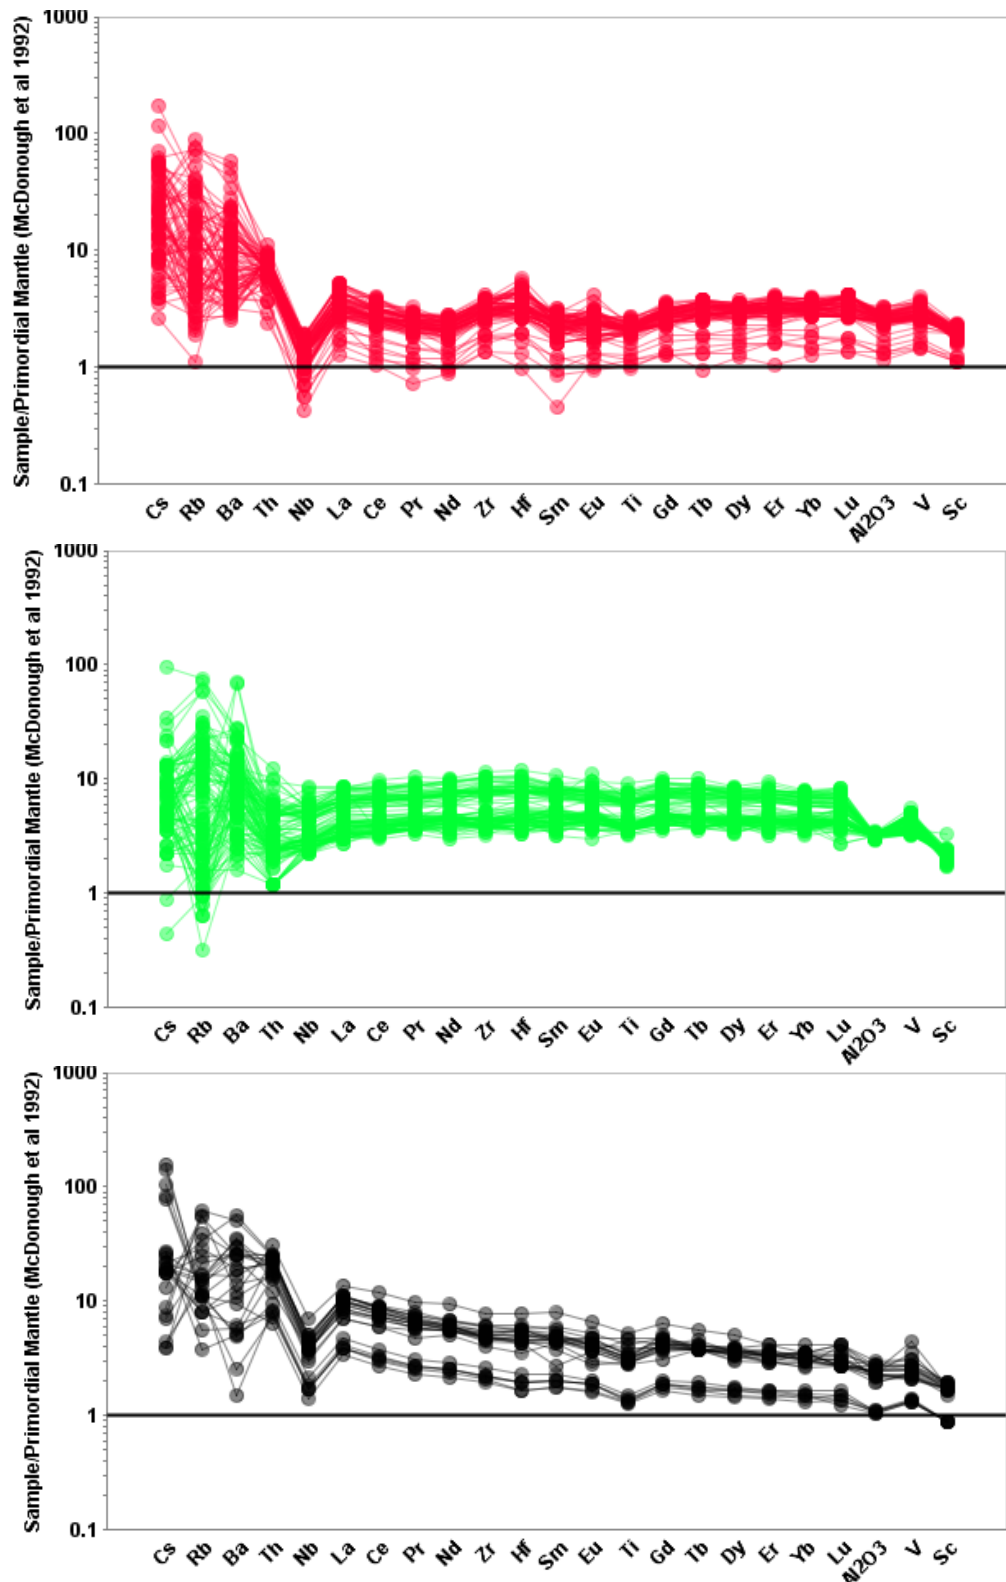 Sample/Primordial Mantle (McDonough et al 1992)
1000
100
10
1
0.1
Cs Rb Ba Th Nb La Ce Pr Nd Zr Hf Sm Eu Ti Gd Tb Dy Er Yb Lu Al2O3 V Sc
Sample/Primordial Mantle (McDonough et al 1992)
1000
100
10
1
0.1
Cs Rb Ba Th Nb La Ce Pr Nd Zr Hf Sm Eu Ti Gd Tb Dy Er Yb Lu Al2O3 V Sc
Sample/Primordial Mantle (McDonough et al 1992)
1000
100
10
1
0.1
Cs Rb Ba Th Nb La Ce Pr Nd Zr Hf Sm Eu Ti Gd Tb Dy Er Yb Lu Al2O3 V Sc